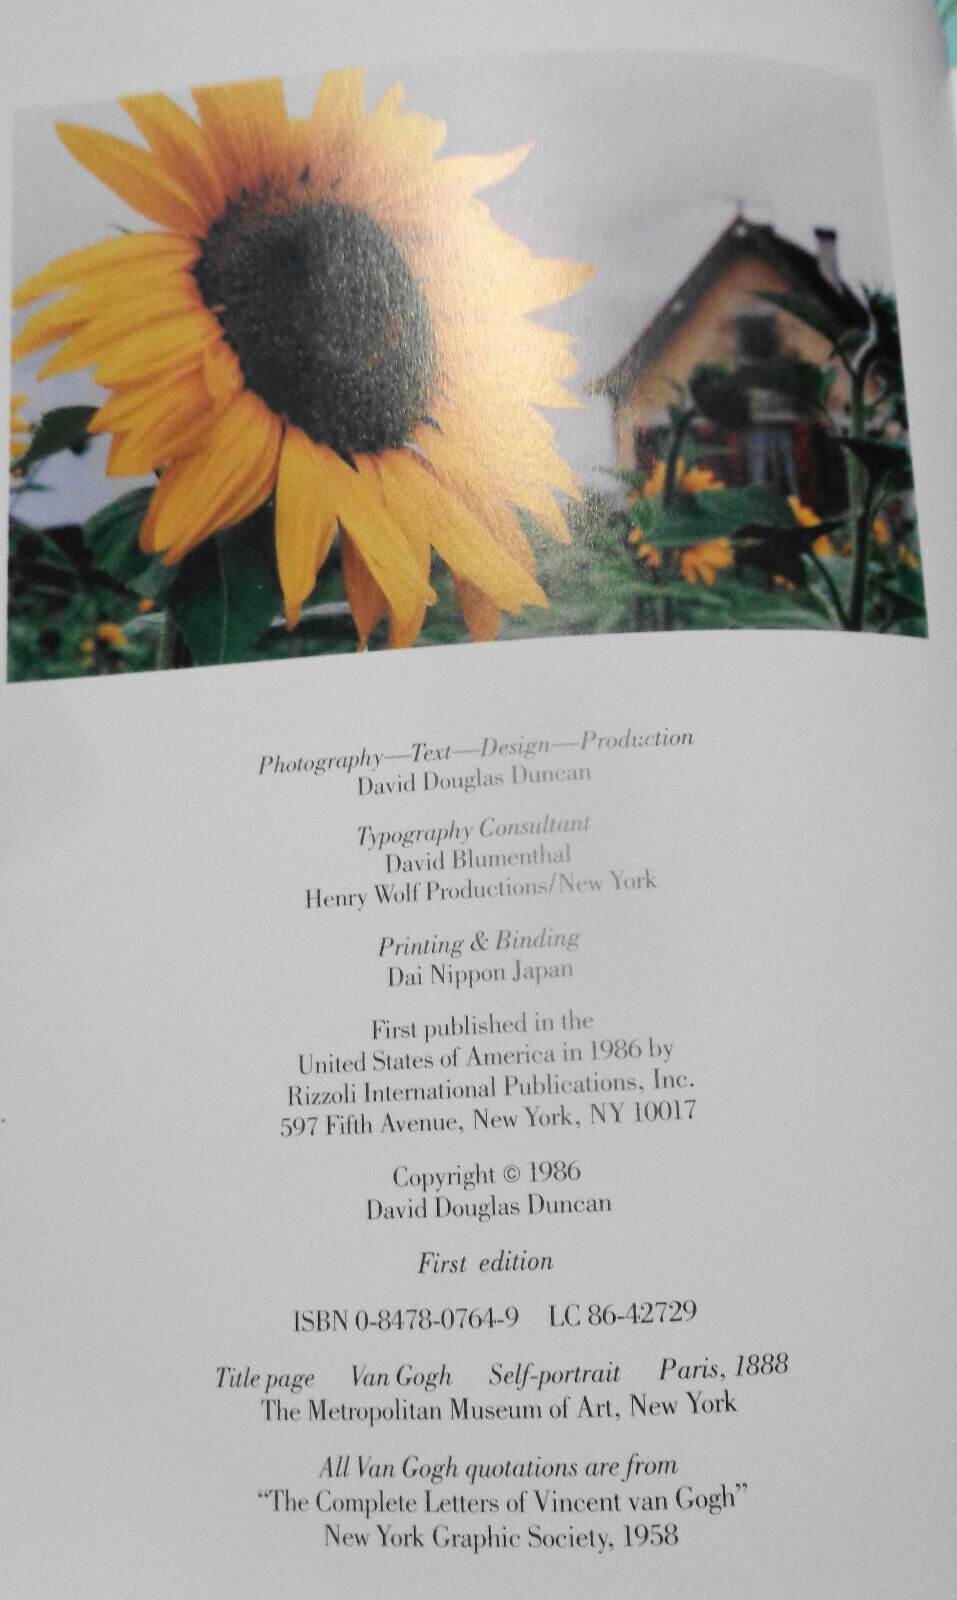 Photography—Text—Design—Production
David Douglas Duncan
Typography Consultant
David Blumenthal
Henry Wolf Productions/New York
Printing & Binding
Dai Nippon Japan
First published in the
United States of America in 1986 by
Rizzoli International Publications, Inc.
597 Fifth Avenue, New York, NY 10017
Copyright © 1986
David Douglas Duncan
First edition
ISBN 0-8478-0764-9 LC 86-42729
Title page Van Gogh Self-portrait Paris, 1888
The Metropolitan Museum of Art, New York
All Van Gogh quotations are from
“The Complete Letters of Vincent van Gogh”
New York Graphic Society, 1958